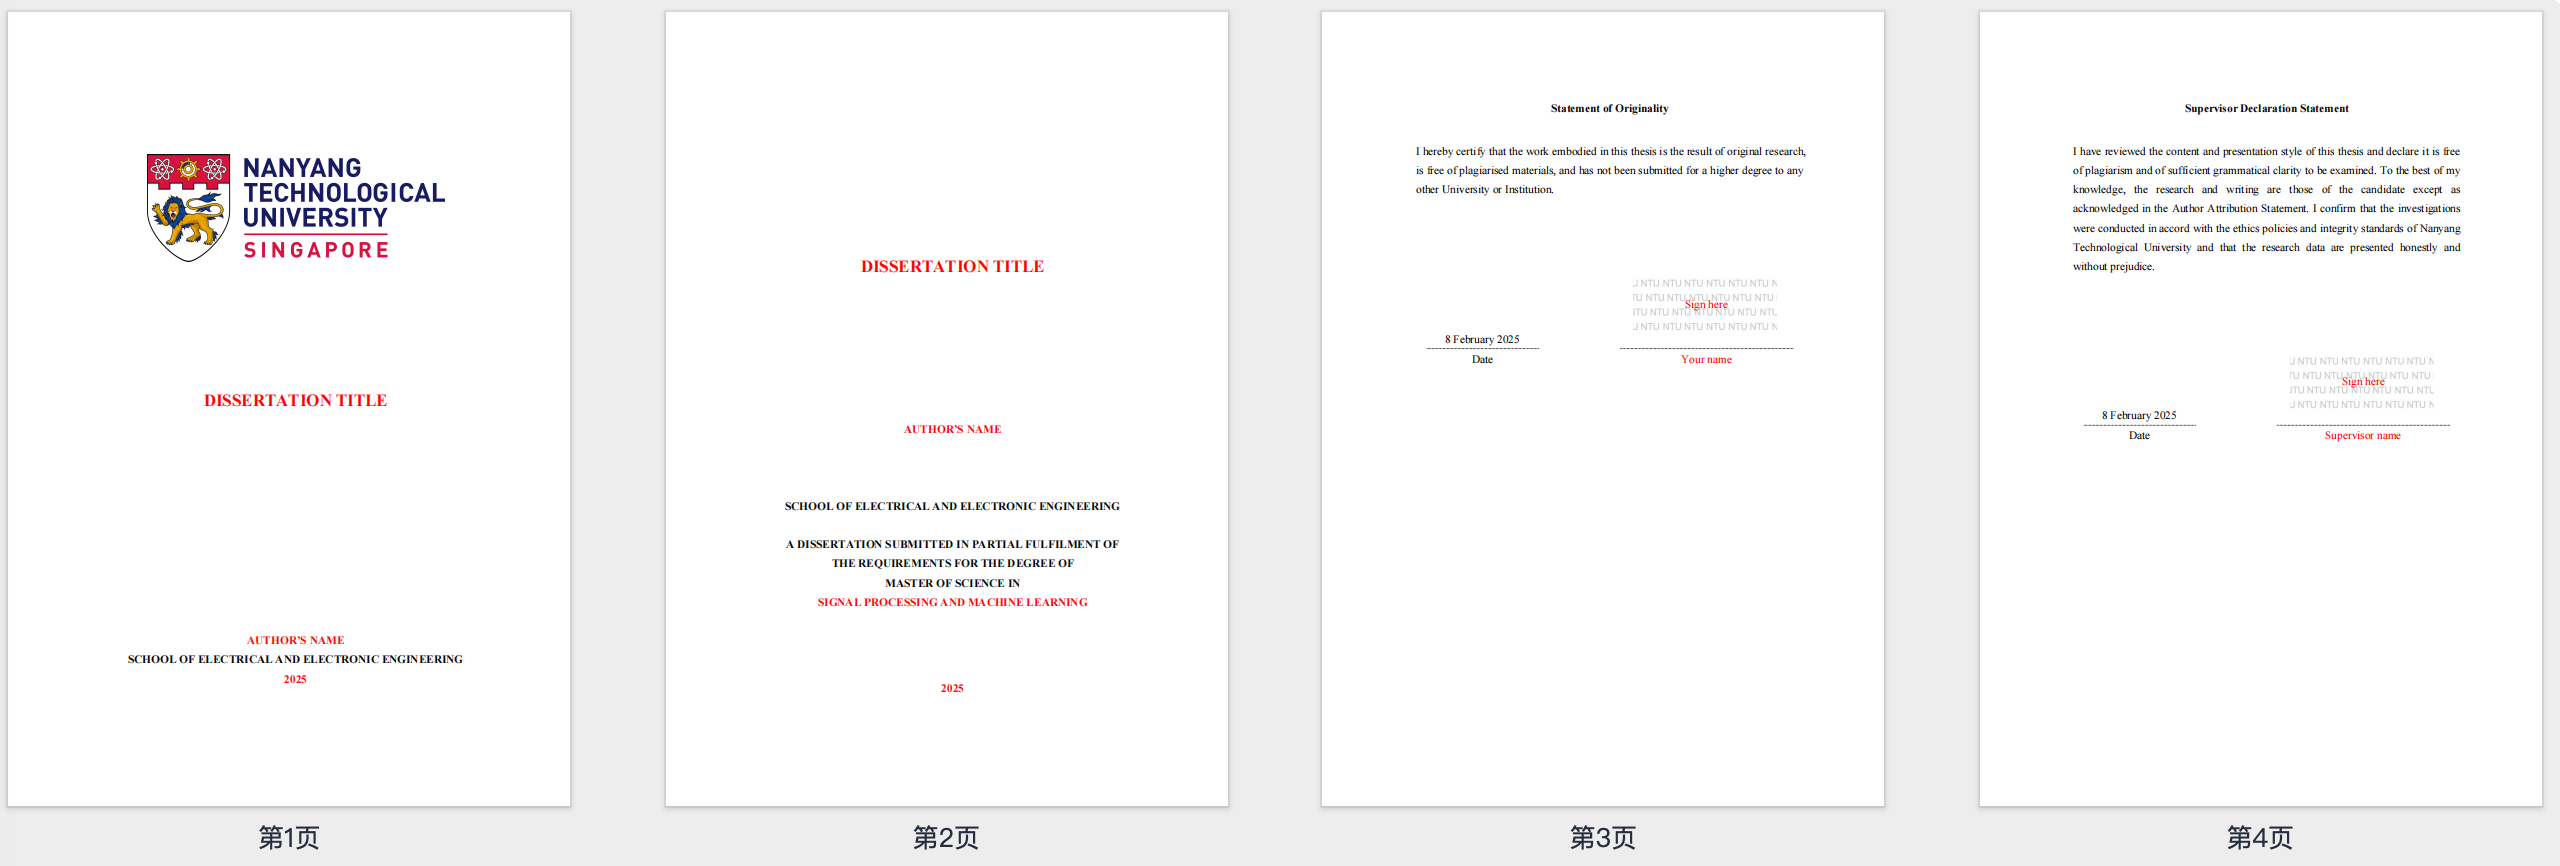 NANYANG
TECHNOLOGICAL
UNIVERSITY
SINGAPORE
DISSERTATION TITLE
AUTHOR'S NAME
SCHOOL OF ELECTRICAL AND ELECTRONIC ENGINEERING
2025
第1页
DISSERTATION TITLE
AUTHOR'S NAME
SCHOOL OF ELECTRICAL AND ELECTRONIC ENGINEERING
A DISSERTATION SUBMITTED IN PARTIAL FULFILMENT OF
THE REQUIREMENTS FOR THE DEGREE OF
MASTER OF SCIENCE IN
SIGNAL PROCESSING AND MACHINE LEARNING
2025
第2页
Statement of Originality
I hereby certify that the work embodied in this thesis is the result of original research,
is free of plagiarised materials, and has not been submitted for a higher degree to any
other University or Institution.
U NTU NTU NTU NTU NTU NTU N
TU NTU NTU NTU NTU NTU NTU
Sign here
NTU NTU NTU NTU NTU NTU NTU
U NTU NTU NTU NTU NTU NTU N
8 February 2025
Date
Your name
第3页
Supervisor Declaration Statement
I have reviewed the content and presentation style of this thesis and declare it is free
of plagiarism and of sufficient grammatical clarity to be examined. To the best of my
knowledge, the research and writing are those of the candidate except as
acknowledged in the Author Attribution Statement. I confirm that the investigations
were conducted in accord with the ethics policies and integrity standards of Nanyang
Technological University and that the research data are presented honestly and
without prejudice.
U NTU NTU NTU NTU NTU NTU N
TU NTU NTU NTU NTU NTU NTU
Sign here
NTU NTU NTU NTU NTU NTU NTU
U NTU NTU NTU NTU NTU NTU N
8 February 2025
Date
Supervisor name
第4页